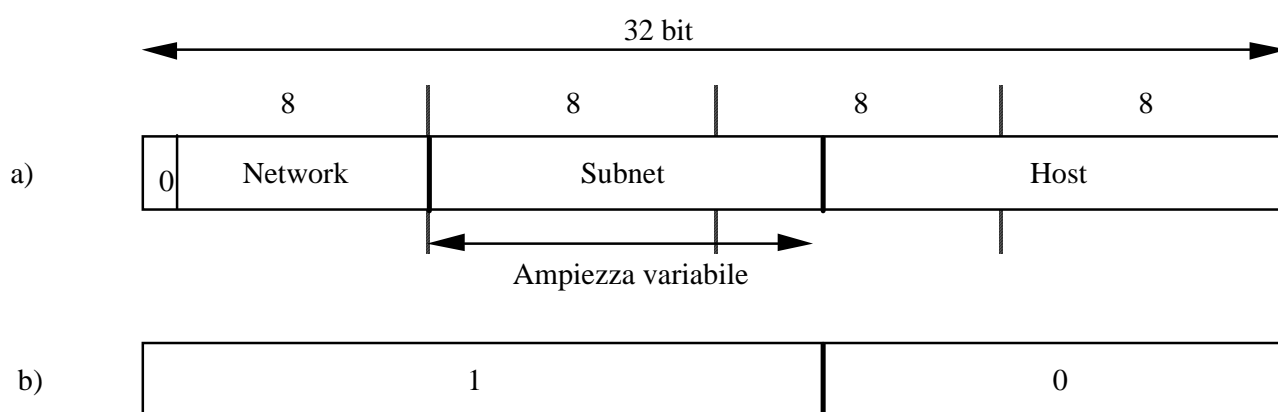 32 bit
8 8 8 8
a) 0 Network Subnet Host
Ampiezza variabile
b) 1 0